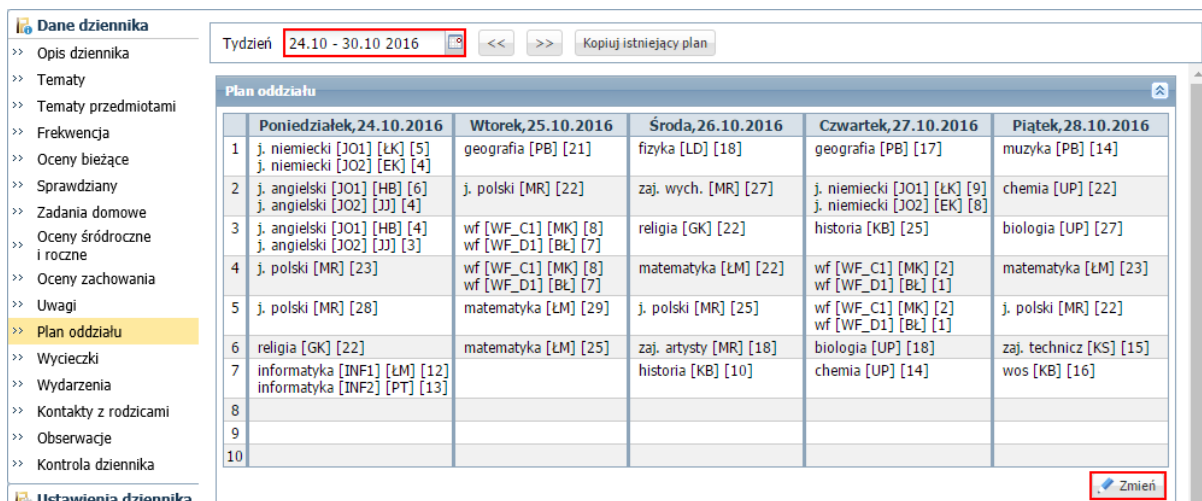 Dane dziennika
>> Opis dziennika
>> Tematy
>> Tematy przedmiotami
>> Frekwencja
>> Oceny bieżące
>> Sprawdziany
>> Zadania domowe
>> Oceny śródroczne
i roczne
>> Oceny zachowania
>> Uwagi
>> Plan oddziału
>> Wycieczki
>> Wydarzenia
>> Kontakty z rodzicami
>> Obserwacje
>> Kontrola dziennika
Ustawienia dziennika
Tydzień 24.10 - 30.10 2016 << >> Kopiuj istniejący plan
Plan oddziału
Poniedziałek,24.10.2016 Wtorek,25.10.2016 Środa,26.10.2016 Czwartek,27.10.2016 Piątek,28.10.2016
1 j. niemiecki [JO1] [ŁK] [5] geografia [PB] [21] fizyka [LD] [18] geografia [PB] [17] muzyka [PB] [14]
j. niemiecki [JO2] [EK] [4]
2 j. angielski [JO1] [HB] [6] j. polski [MR] [22] zaj. wych. [MR] [27] j. niemiecki [JO1] [ŁK] [9] chemia [UP] [22]
j. angielski [JO2] [JJ] [4] j. niemiecki [JO2] [EK] [8]
3 j. angielski [JO1] [HB] [4] wf [WF_C1] [MK] [8] religia [GK] [22] historia [KB] [25] biologia [UP] [27]
j. angielski [JO2] [JJ] [3] wf [WF_D1] [BŁ] [7]
4 j. polski [MR] [23] wf [WF_C1] [MK] [8] matematyka [ŁM] [22] wf [WF_C1] [MK] [2] matematyka [ŁM] [23]
wf [WF_D1] [BŁ] [7] wf [WF_D1] [BŁ] [1]
5 j. polski [MR] [28] matematyka [ŁM] [29] j. polski [MR] [25] wf [WF_C1] [MK] [2] j. polski [MR] [22]
wf [WF_D1] [BŁ] [1]
6 religia [GK] [22] matematyka [ŁM] [25] zaj. artysty [MR] [18] biologia [UP] [18] zaj. technicz [KS] [15]
7 informatyka [INF1] [ŁM] [12] historia [KB] [10] chemia [UP] [14] wos [KB] [16]
informatyka [INF2] [PT] [13]
8
9
10
Zmień